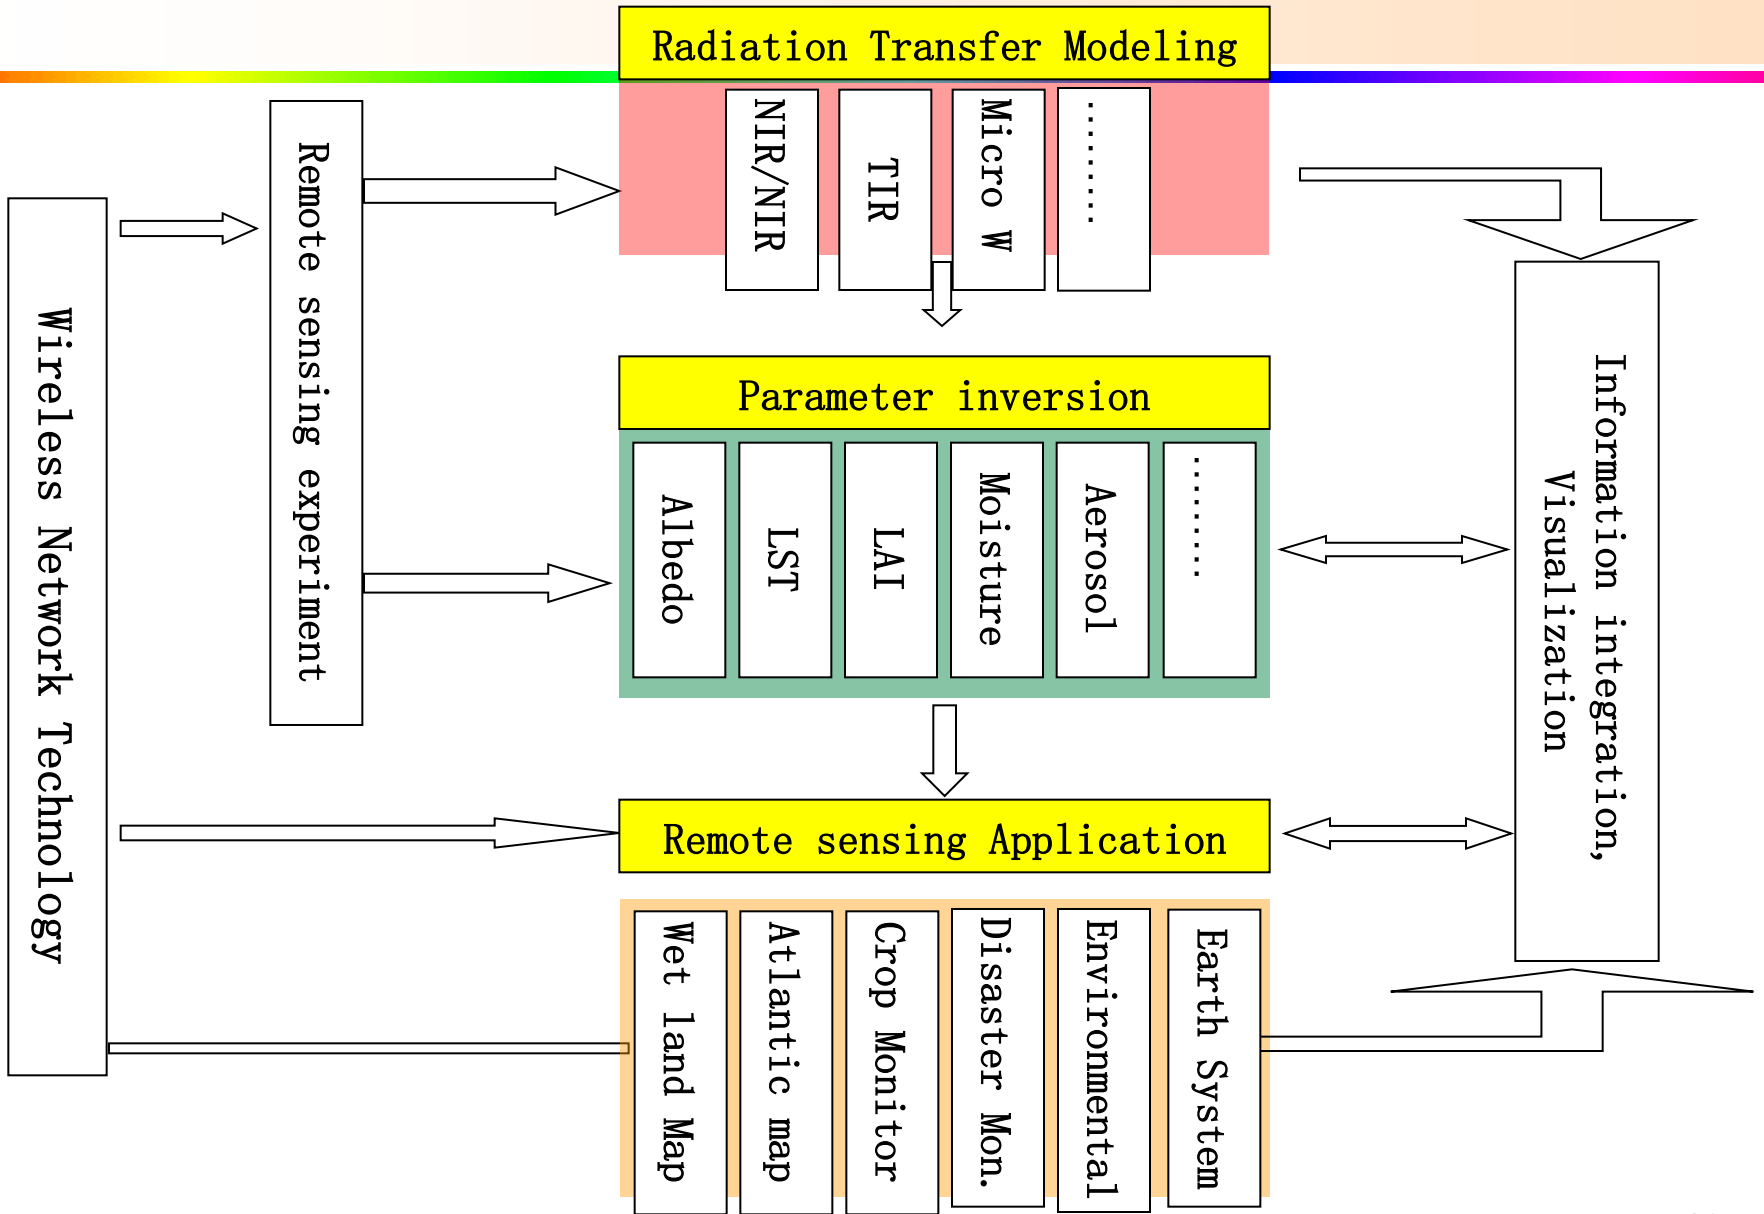 Radiation Transfer Modeling
NIR/NIR
TIR
Micro W
………
Remote sensing experiment
Wireless Network Technology
Parameter inversion
Albedo
LST
LAI
Moisture
Aerosol
………
Information integration,
Visualization
Remote sensing Application
Wet land Map
Atlantic map
Crop Monitor
Disaster Mon.
Environmental
Earth System